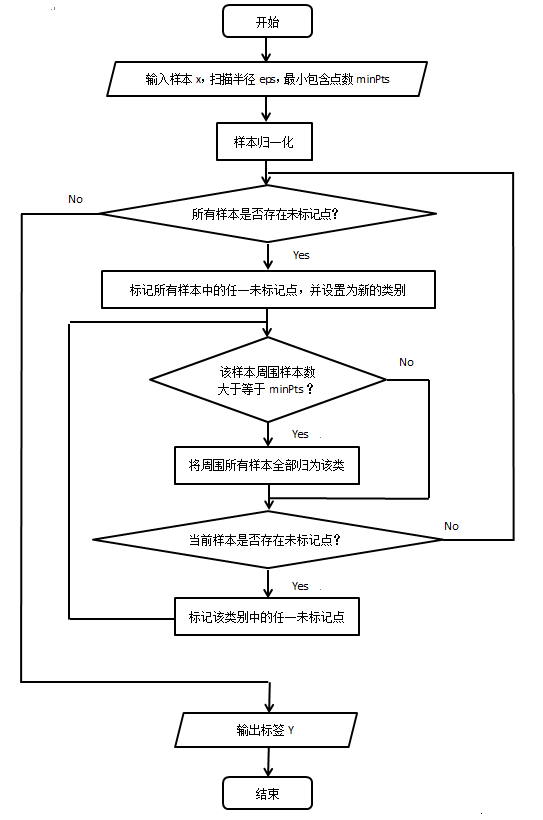 开始
输入样本 x，扫描半径 eps，最小包含点数 minPts
样本归一化
No
所有样本是否存在未标记点？
Yes
标记所有样本中的任一未标记点，并设置为新的类别
该样本周围样本数
大于等于 minPts？
No
Yes
将周围所有样本全部归为该类
当前样本是否存在未标记点？
No
Yes
标记该类别中的任一未标记点
输出标签 Y
结束